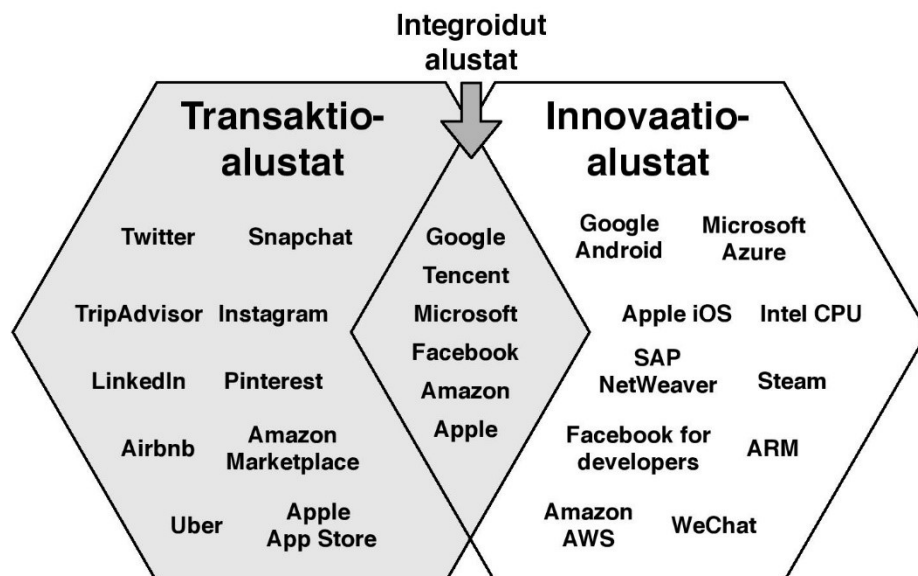 Integroidut
alustat
Transaktio-
alustat
Twitter
Snapchat
TripAdvisor
Instagram
LinkedIn
Pinterest
Airbnb
Amazon
Marketplace
Uber
Apple
App Store
Google
Tencent
Microsoft
Facebook
Amazon
Apple
Innovaatio-
alustat
Google
Android
Microsoft
Azure
Apple iOS
Intel CPU
SAP
NetWeaver
Steam
Facebook for
developers
ARM
Amazon
AWS
WeChat